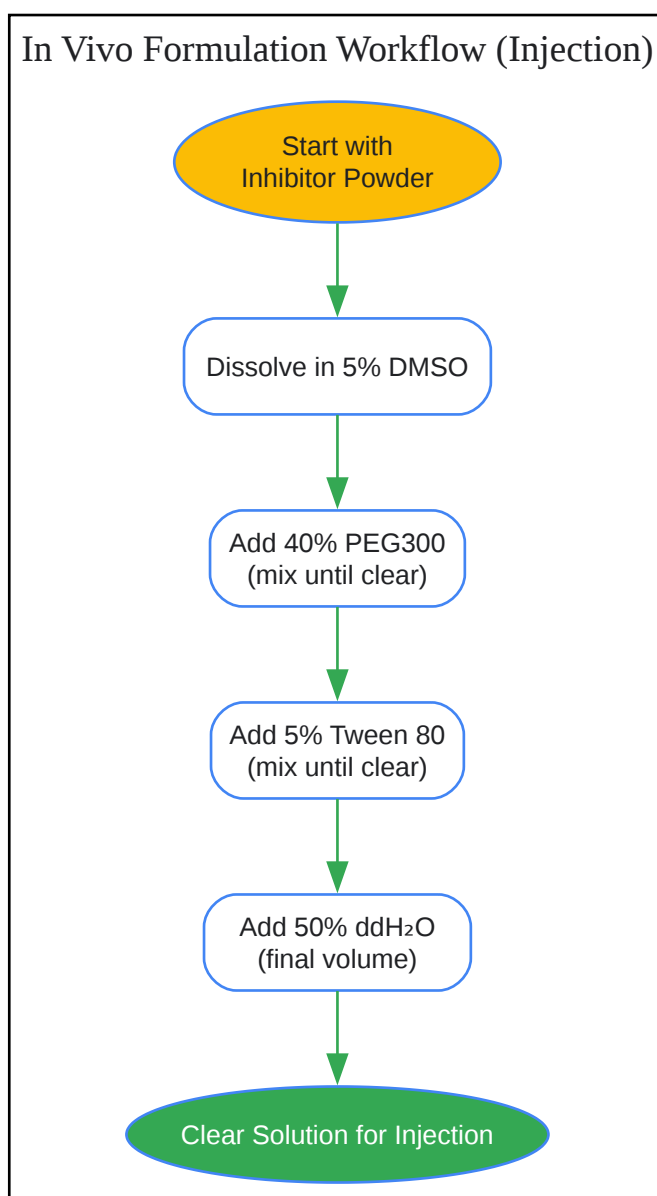 In Vivo Formulation Workflow (Injection)
Start with
Inhibitor Powder
Dissolve in 5% DMSO
Add 40% PEG300
(mix until clear)
Add 5% Tween 80
(mix until clear)
Add 50% ddH₂O
(final volume)
Clear Solution for Injection